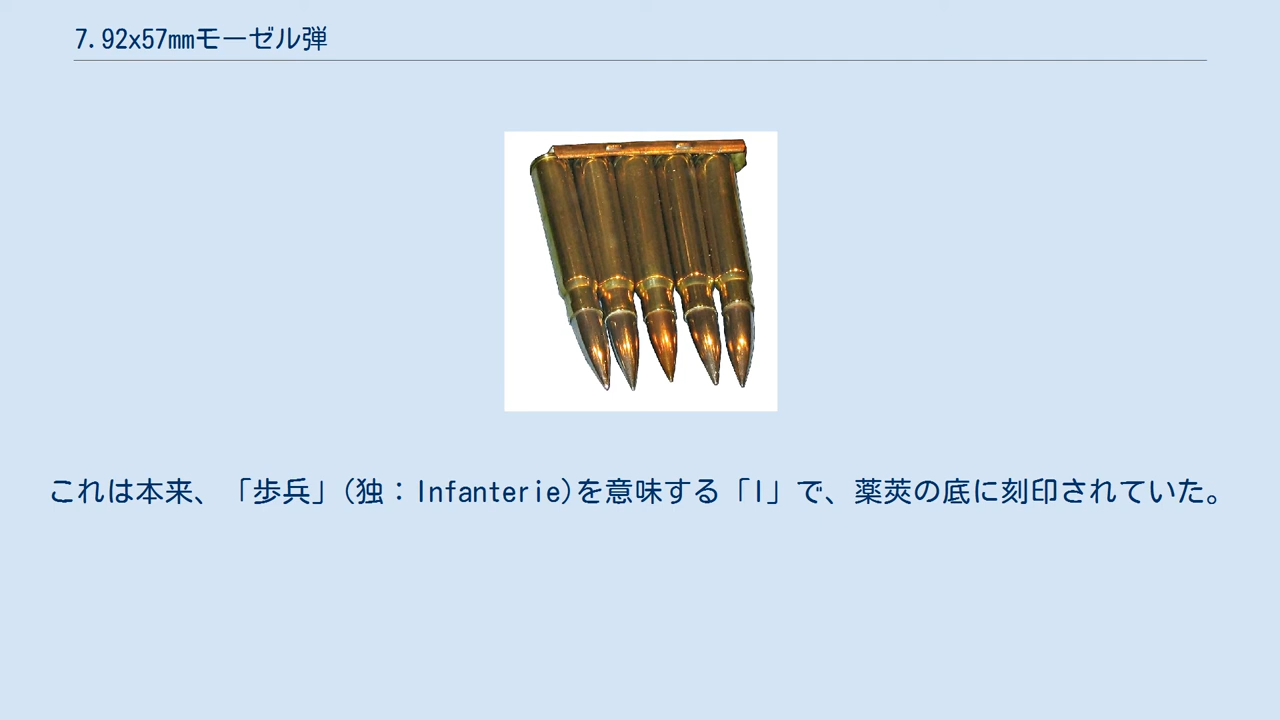 7.92x57mmモーゼル弾
これは本来、「歩兵」(独：Infanterie)を意味する「I」で、薬莢の底に刻印されていた。